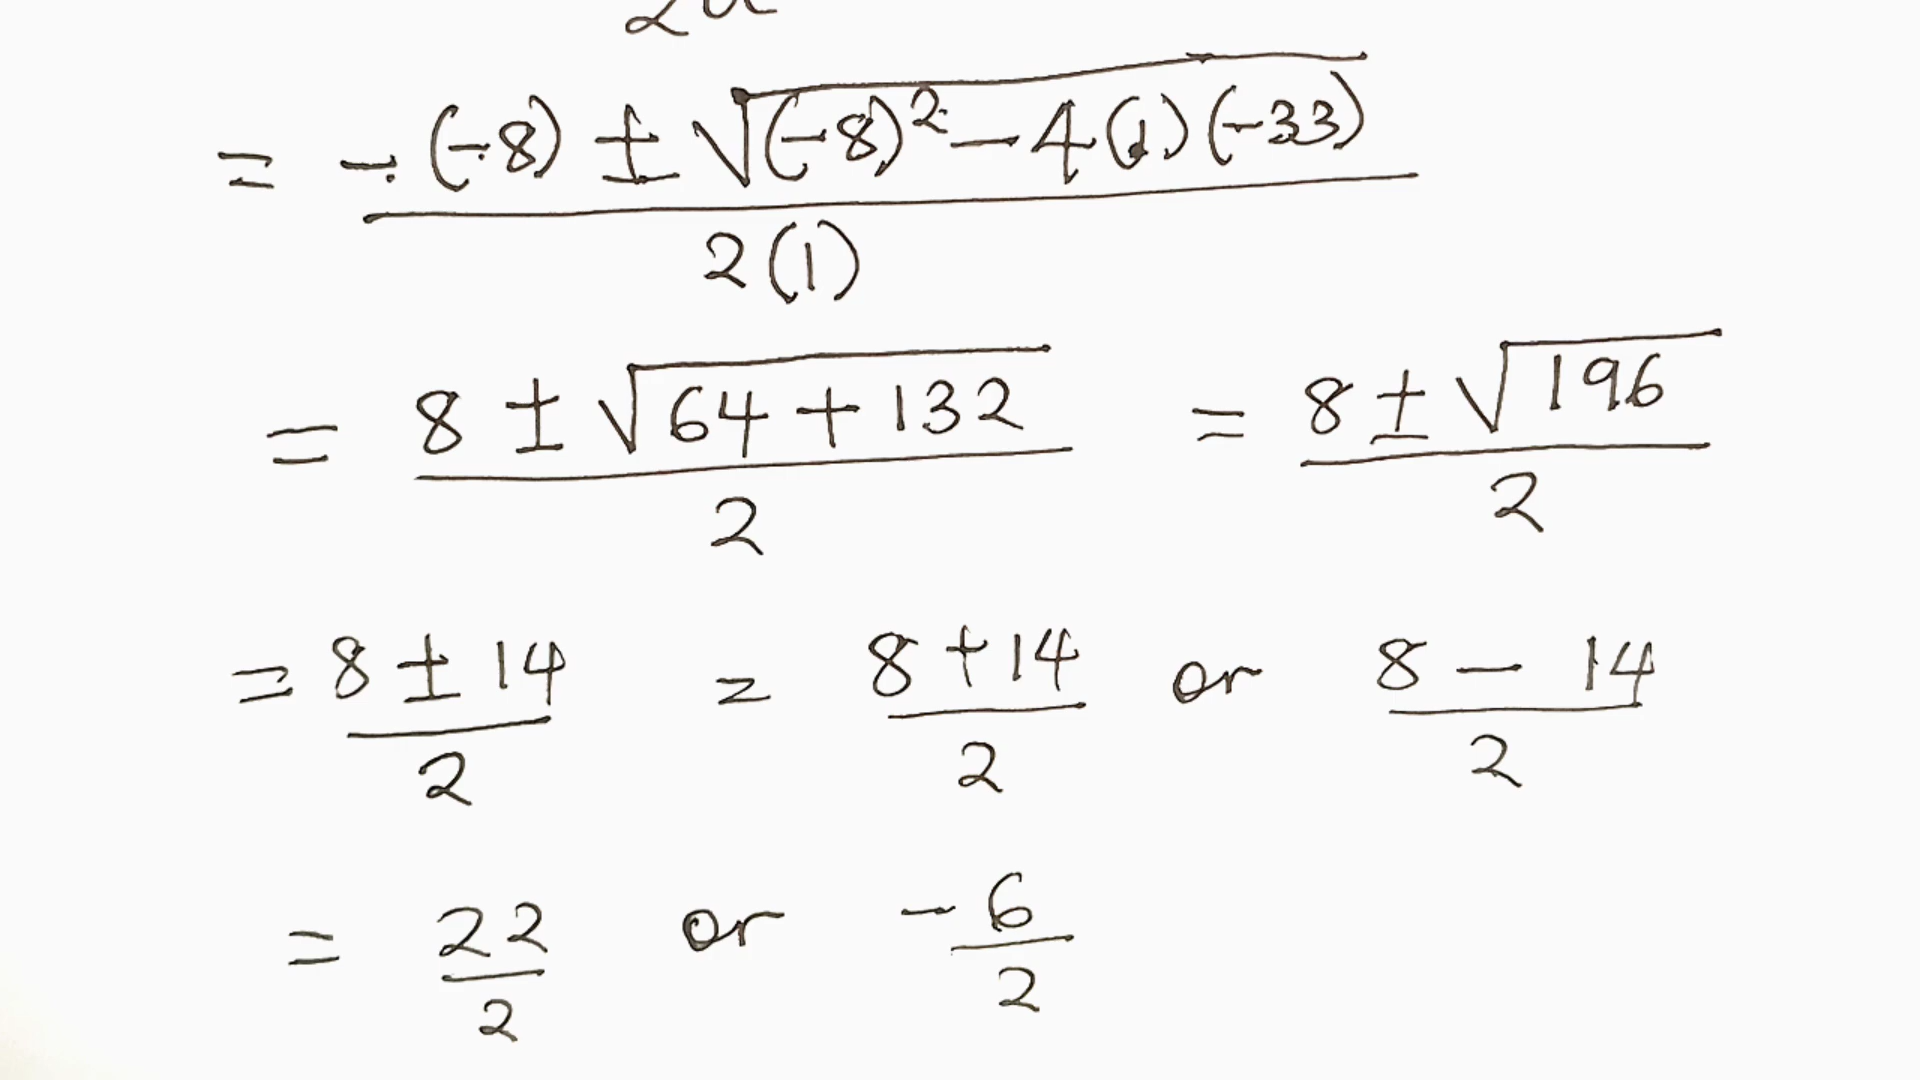 2a
= -(-8) ± √((-8)² - 4(1)(-33))
2(1)
= 8 ± √(64 + 132) = 8 ± √196
2 2
= 8 ± 14 = 8 + 14 or 8 - 14
2 2 2
= 22 or -6
2 2